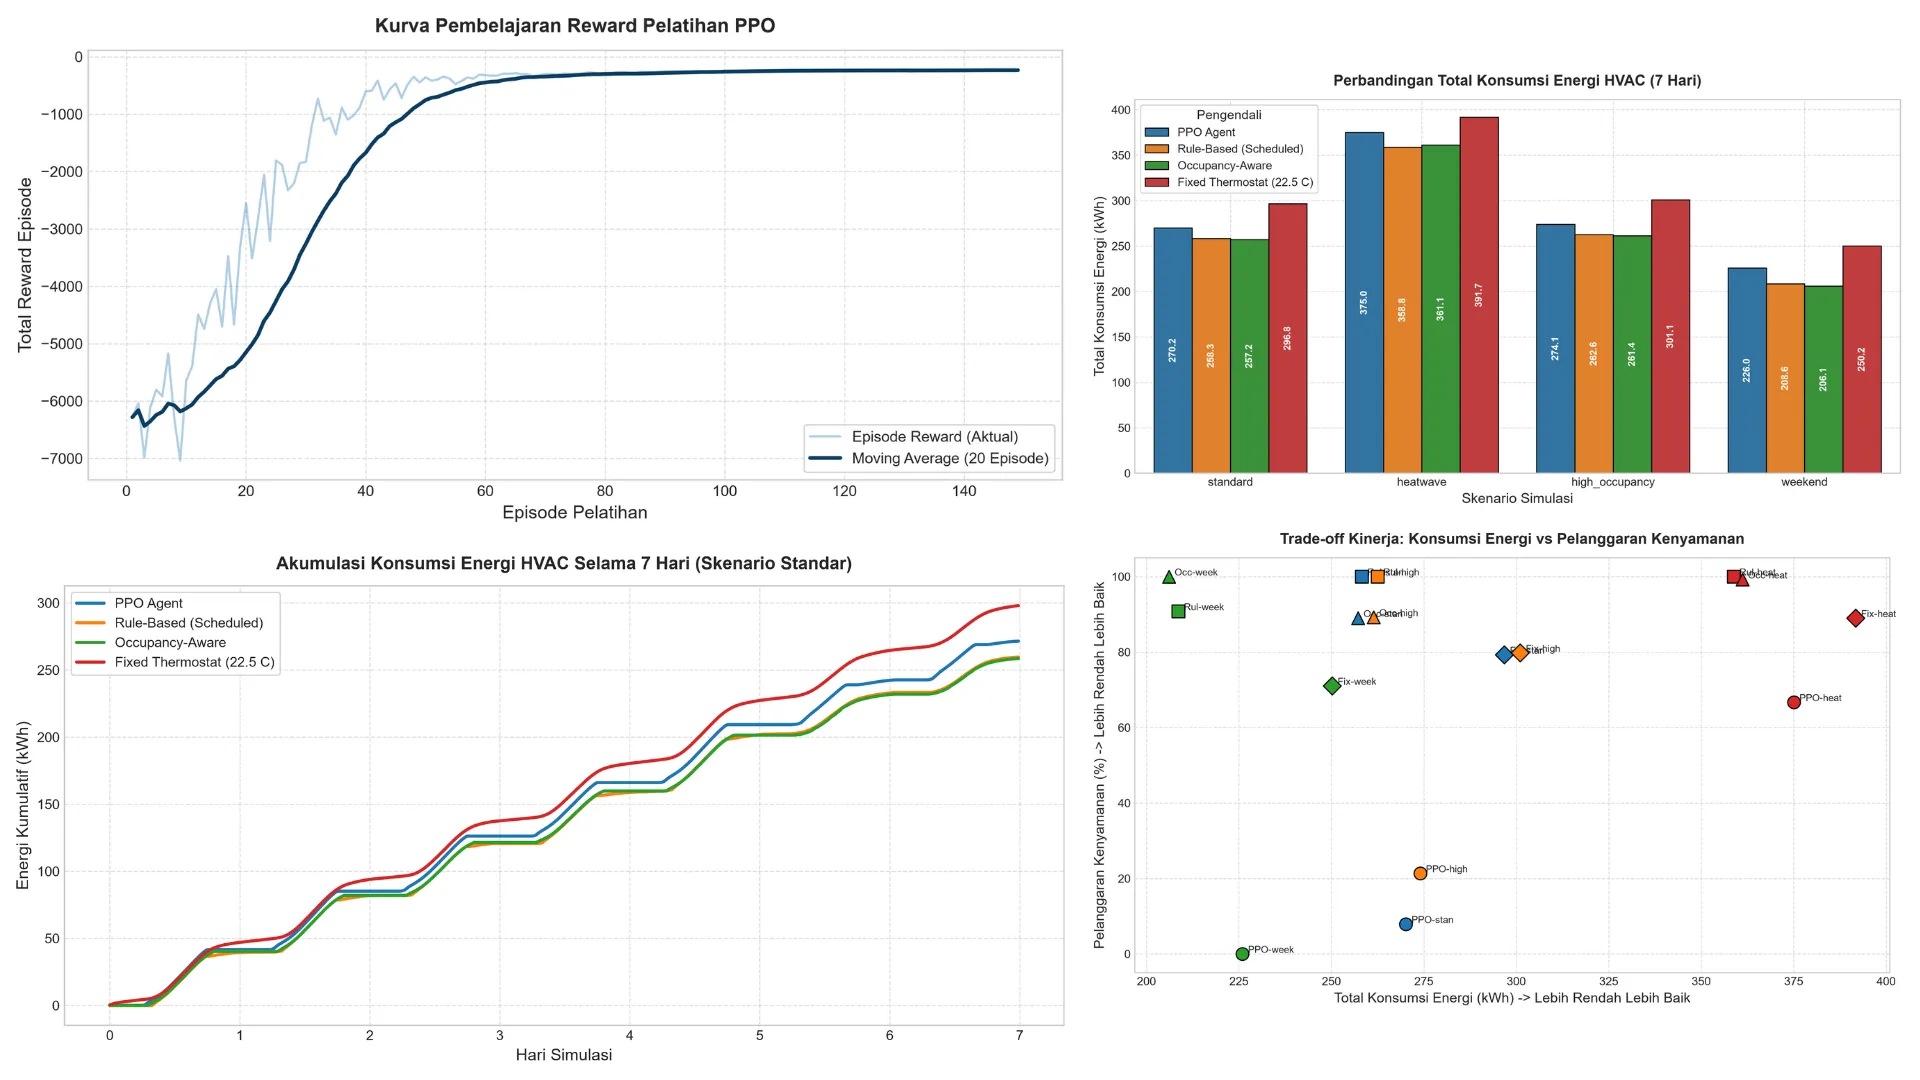 Kurva Pembelajaran Reward Pelatihan PPO
Total Reward Episode
0
−1000
−2000
−3000
−4000
−5000
−6000
−7000
0 20 40 60 80 100 120 140
Episode Pelatihan
Episode Reward (Aktual)
Moving Average (20 Episode)
Perbandingan Total Konsumsi Energi HVAC (7 Hari)
Total Konsumsi Energi (kWh)
400
350
300
250
200
150
100
50
0
Pengendali
PPO Agent
Rule-Based (Scheduled)
Occupancy-Aware
Fixed Thermostat (22.5 C)
270.2 258.3 257.2 296.8 375.0 358.8 361.1 391.7 274.1 262.6 261.4 301.1 226.0 208.6 206.1 250.2
standard heatwave high_occupancy weekend
Skenario Simulasi
Akumulasi Konsumsi Energi HVAC Selama 7 Hari (Skenario Standar)
Energi Kumulatif (kWh)
300
250
200
150
100
50
0
PPO Agent
Rule-Based (Scheduled)
Occupancy-Aware
Fixed Thermostat (22.5 C)
0 1 2 3 4 5 6 7
Hari Simulasi
Trade-off Kinerja: Konsumsi Energi vs Pelanggaran Kenyamanan
Pelanggaran Kenyamanan (%) -> Lebih Rendah Lebih Baik
100
80
60
40
20
0
Occ-week
Rul-high
Rul-heat
Occ-heat
Rul-week
Occ-high
Fix-heat
Fix-high
Fix-week
PPO-heat
PPO-high
PPO-stan
PPO-week
200 225 250 275 300 325 350 375 400
Total Konsumsi Energi (kWh) -> Lebih Rendah Lebih Baik